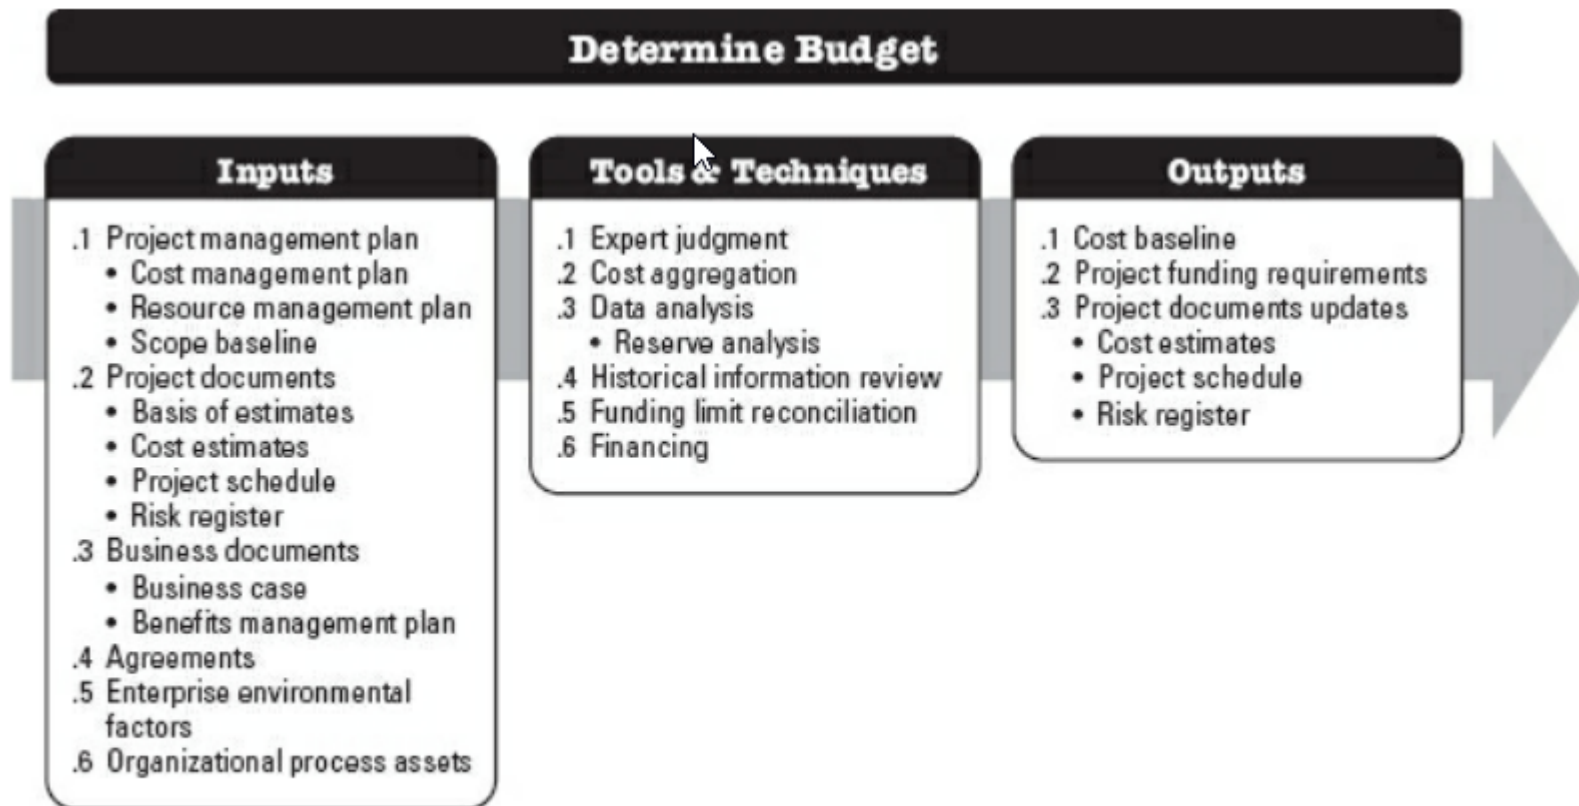 Determine Budget
Inputs
.1 Project management plan
• Cost management plan
• Resource management plan
• Scope baseline
.2 Project documents
• Basis of estimates
• Cost estimates
• Project schedule
• Risk register
.3 Business documents
• Business case
• Benefits management plan
.4 Agreements
.5 Enterprise environmental
factors
.6 Organizational process assets
Tools & Techniques
.1 Expert judgment
.2 Cost aggregation
.3 Data analysis
• Reserve analysis
.4 Historical information review
.5 Funding limit reconciliation
.6 Financing
Outputs
.1 Cost baseline
.2 Project funding requirements
.3 Project documents updates
• Cost estimates
• Project schedule
• Risk register